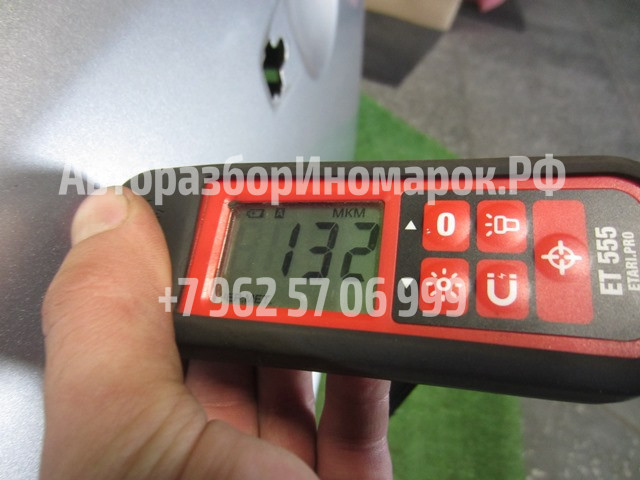 АвторазборИномарок.РФ
A
МКМ
132
0
ET 555
ETARI.PRO
+7 962 57 06 999